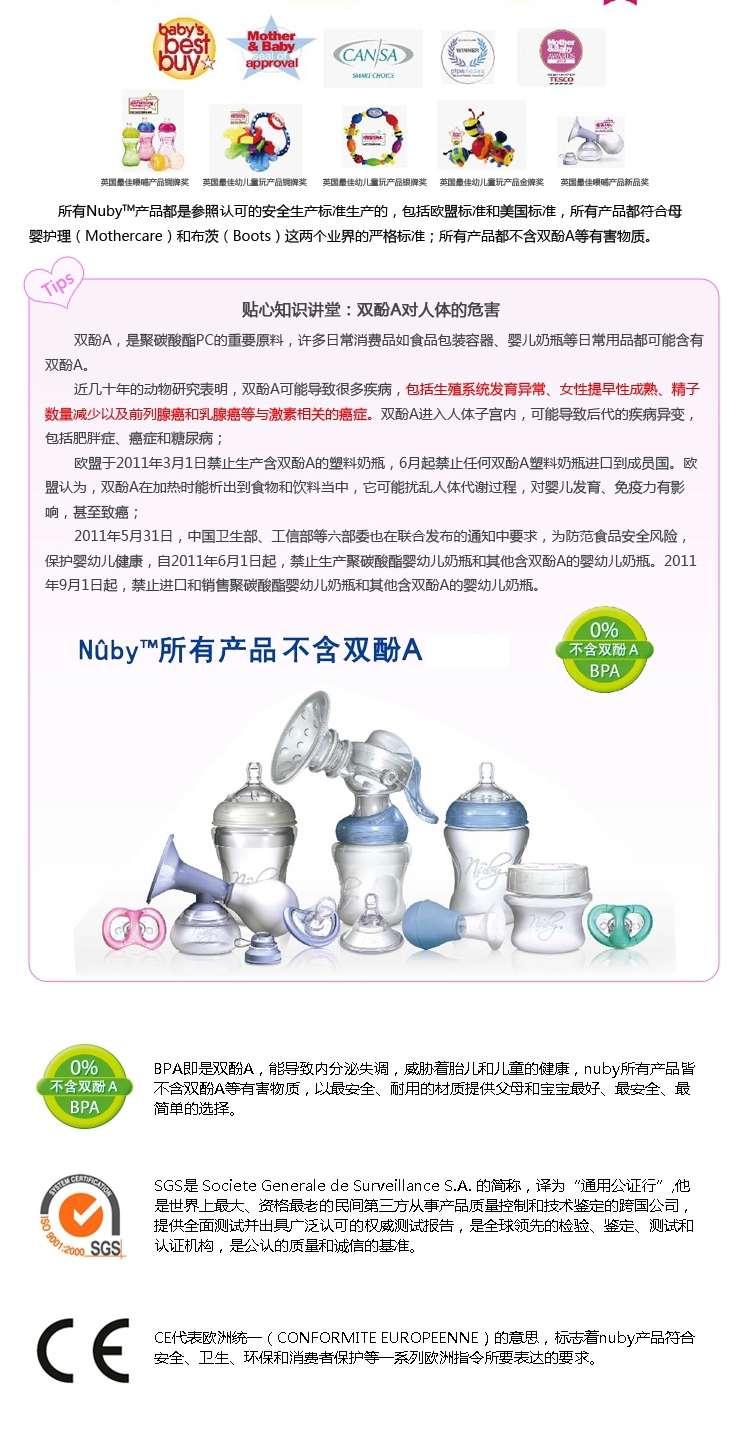 baby's
best
buy
Mother
& Baby
seal of
approval
CANSA
SMART CHOICE
WINNER
Mother
&Baby
AWARDS
TESCO
英国最佳喂哺产品铜牌奖 英国最佳幼儿童玩产品铜牌奖 英国最佳幼儿童玩产品银牌奖 英国最佳幼儿童玩产品金牌奖 英国最佳喂哺产品新品奖
所有Nuby™产品都是参照认可的安全生产标准生产的，包括欧盟标准和美国标准，所有产品都符合母
婴护理（Mothercare）和布茨（Boots）这两个业界的严格标准；所有产品都不含双酚A等有害物质。
Tips
贴心知识讲堂：双酚A对人体的危害
双酚A，是聚碳酸酯PC的重要原料，许多日常消费品如食品包装容器、婴儿奶瓶等日常用品都可能含有
双酚A。
近几十年的动物研究表明，双酚A可能导致很多疾病，包括生殖系统发育异常、女性提早性成熟、精子
数量减少以及前列腺癌和乳腺癌等与激素相关的癌症。双酚A进入人体子宫内，可能导致后代的疾病异变，
包括肥胖症、癌症和糖尿病；
欧盟于2011年3月1日禁止生产含双酚A的塑料奶瓶，6月起禁止任何双酚A塑料奶瓶进口到成员国。欧
盟认为，双酚A在加热时能析出到食物和饮料当中，它可能扰乱人体代谢过程，对婴儿发育、免疫力有影
响，甚至致癌；
2011年5月31日，中国卫生部、工信部等六部委也在联合发布的通知中要求，为防范食品安全风险，
保护婴幼儿健康，自2011年6月1日起，禁止生产聚碳酸酯婴幼儿奶瓶和其他含双酚A的婴幼儿奶瓶。2011
年9月1日起，禁止进口和销售聚碳酸酯婴幼儿奶瓶和其他含双酚A的婴幼儿奶瓶。
Nûby™所有产品 不含双酚A
0%
不含双酚 A
BPA
Nûby
Nûby
0%
不含双酚 A
BPA
BPA即是双酚A，能导致内分泌失调，威胁着胎儿和儿童的健康，nuby所有产品皆
不含双酚A等有害物质，以最安全、耐用的材质提供父母和宝宝最好、最安全、最
简单的选择。
SYSTEM CERTIFICATION
ISO 9001:2000
SGS
SGS是 Societe Generale de Surveillance S.A. 的简称，译为“通用公证行”,他
是世界上最大、资格最老的民间第三方从事产品质量控制和技术鉴定的跨国公司，
提供全面测试并出具广泛认可的权威测试报告，是全球领先的检验、鉴定、测试和
认证机构，是公认的质量和诚信的基准。
CE
CE代表欧洲统一（CONFORMITE EUROPEENNE）的意思，标志着nuby产品符合
安全、卫生、环保和消费者保护等一系列欧洲指令所要表达的要求。